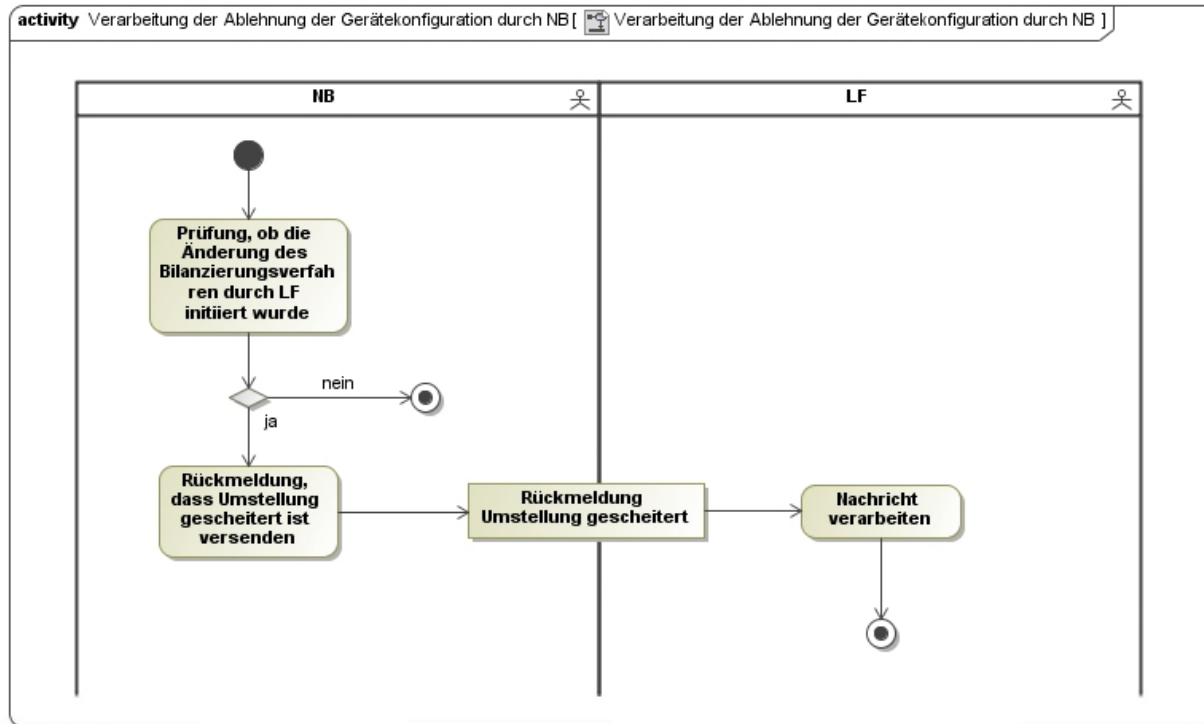 activity Verarbeitung der Ablehnung der Gerätekonfiguration durch NB [ Verarbeitung der Ablehnung der Gerätekonfiguration durch NB ]
NB
LF
Prüfung, ob die
Änderung des
Bilanzierungsverfah
ren durch LF
initiiert wurde
nein
ja
Rückmeldung,
dass Umstellung
gescheitert ist
versenden
Rückmeldung
Umstellung gescheitert
Nachricht
verarbeiten